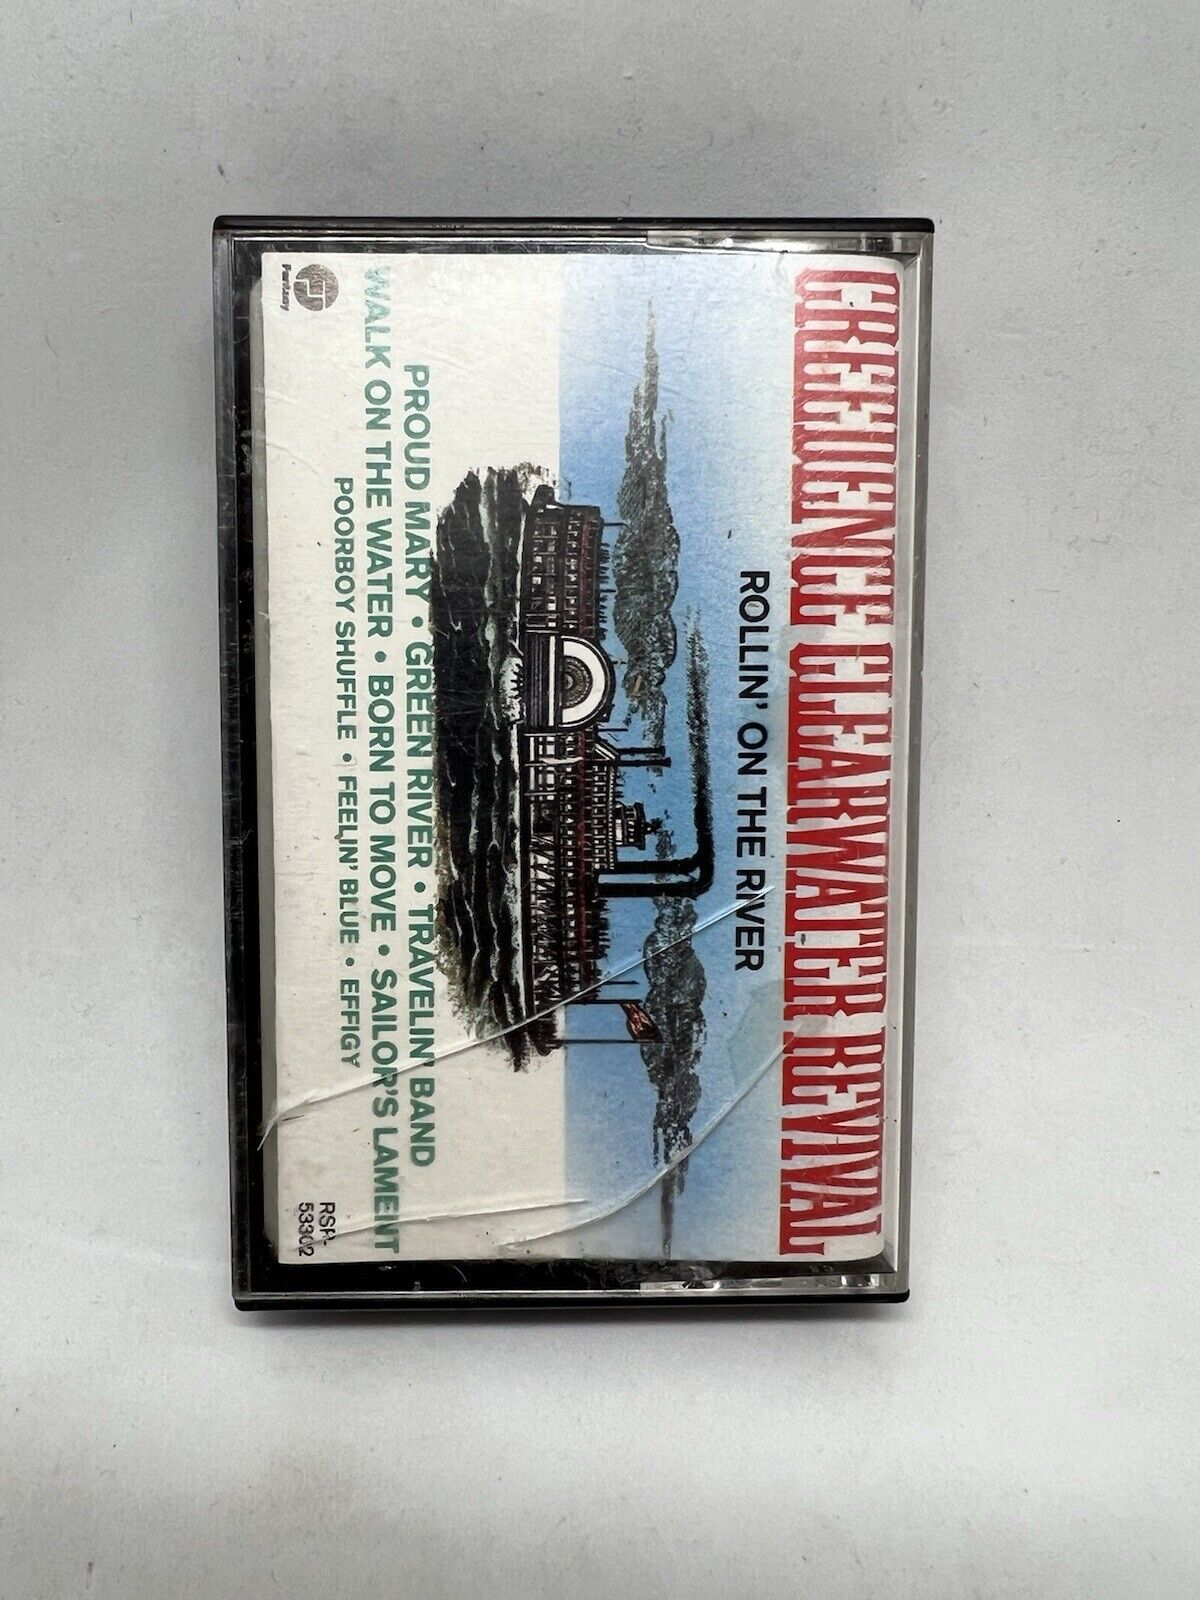 CREEDENCE CLEARWATER REVIVAL
ROLLIN' ON THE RIVER
PROUD MARY • GREEN RIVER • TRAVELIN' BAND
WALK ON THE WATER • BORN TO MOVE • SAILOR'S LAMENT
POORBOY SHUFFLE • FEELIN' BLUE • EFFIGY
Fantasy
RSP-
53302